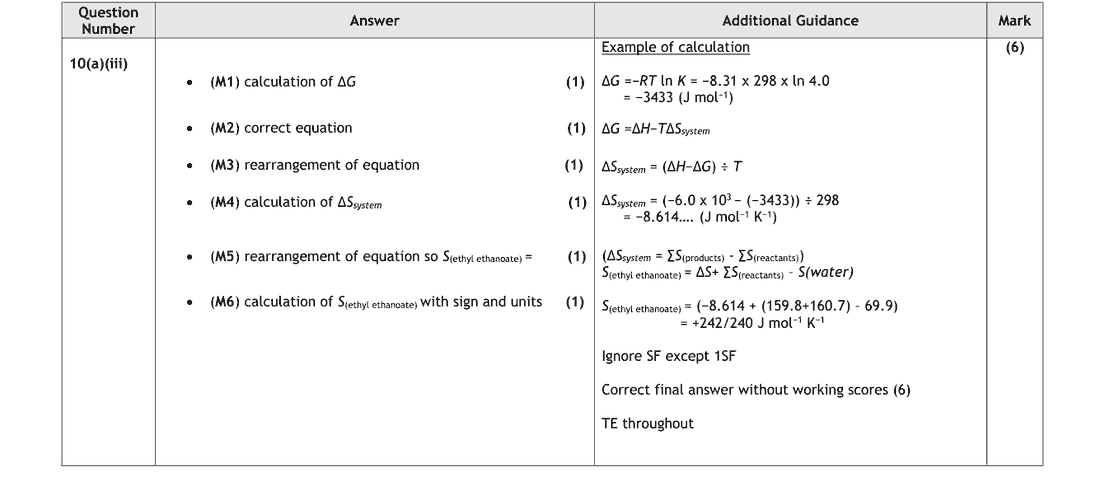 Question Number
Answer
Additional Guidance
Mark
10(a)(iii)
Example of calculation
(6)
• (M1) calculation of ΔG (1)
ΔG =−RT ln K = −8.31 x 298 x ln 4.0
= −3433 (J mol⁻¹)
• (M2) correct equation (1)
ΔG =ΔH−TΔSsystem
• (M3) rearrangement of equation (1)
ΔSsystem = (ΔH−ΔG) ÷ T
• (M4) calculation of ΔSsystem (1)
ΔSsystem = (−6.0 x 10³ − (−3433)) ÷ 298
= −8.614.... (J mol⁻¹ K⁻¹)
• (M5) rearrangement of equation so S(ethyl ethanoate) = (1)
(ΔSsystem = ΣS(products) - ΣS(reactants))
S(ethyl ethanoate) = ΔS+ ΣS(reactants) – S(water)
• (M6) calculation of S(ethyl ethanoate) with sign and units (1)
S(ethyl ethanoate) = (−8.614 + (159.8+160.7) – 69.9)
= +242/240 J mol⁻¹ K⁻¹
Ignore SF except 1SF
Correct final answer without working scores (6)
TE throughout